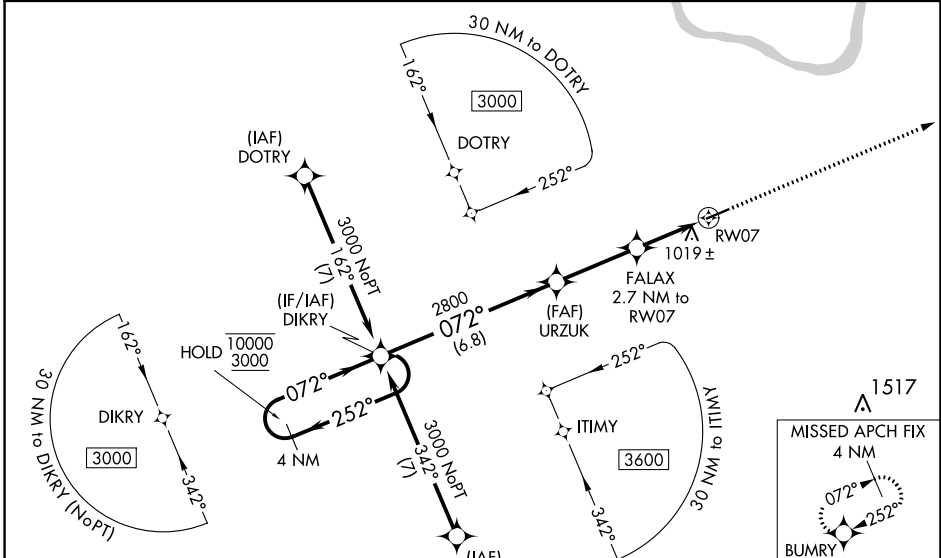 30 NM to DOTRY
162°
3000
DOTRY
252°
(IAF)
DOTRY
3000 NoPT
162°
(7)
RW07
1019 ±
FALAX
2.7 NM to
RW07
(IF/IAF)
DIKRY
2800
072°
(6.8)
(FAF)
URZUK
HOLD
10000
3000
072°
252°
4 NM
162°
DIKRY
3000
342°
30 NM to DIKRY (NoPT)
3000 NoPT
342°
(7)
(IAF)
252°
ITIMY
3600
342°
30 NM to ITIMY
1517
MISSED APCH FIX
4 NM
072°
252°
BUMRY